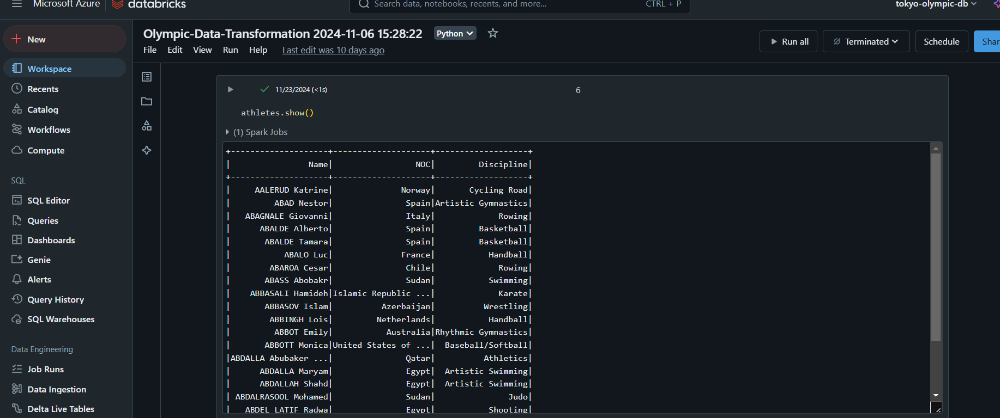 Microsoft Azure databricks
Search data, notebooks, recents, and more... CTRL + P
tokyo-olympic-db
New
Workspace
Recents
Catalog
Workflows
Compute
SQL
SQL Editor
Queries
Dashboards
Genie
Alerts
Query History
SQL Warehouses
Data Engineering
Job Runs
Data Ingestion
Delta Live Tables
Olympic-Data-Transformation 2024-11-06 15:28:22 Python
File Edit View Run Help Last edit was 10 days ago
Run all Terminated Schedule Shar
11/23/2024 (<1s) 6
athletes.show()
(1) Spark Jobs
+--------------------+--------------------+-------------------+
|                Name|                 NOC|         Discipline|
+--------------------+--------------------+-------------------+
|     AALERUD Katrine|              Norway|       Cycling Road|
|         ABAD Nestor|               Spain|Artistic Gymnastics|
|   ABAGNALE Giovanni|               Italy|             Rowing|
|      ABALDE Alberto|               Spain|         Basketball|
|       ABALDE Tamara|               Spain|         Basketball|
|           ABALO Luc|              France|           Handball|
|        ABAROA Cesar|               Chile|             Rowing|
|       ABASS Abobakr|               Sudan|           Swimming|
|    ABBASALI Hamideh|Islamic Republic ...|             Karate|
|       ABBASOV Islam|          Azerbaijan|          Wrestling|
|        ABBINGH Lois|         Netherlands|           Handball|
|         ABBOT Emily|           Australia|Rhythmic Gymnastics|
|       ABBOTT Monica|United States of ...|  Baseball/Softball|
|ABDALLA Abubaker ...|               Qatar|          Athletics|
|      ABDALLA Maryam|               Egypt|  Artistic Swimming|
|      ABDALLAH Shahd|               Egypt|  Artistic Swimming|
| ABDALRASOOL Mohamed|               Sudan|               Judo|
|   ABDEL LATIF Radwa|               Egypt|           Shooting|